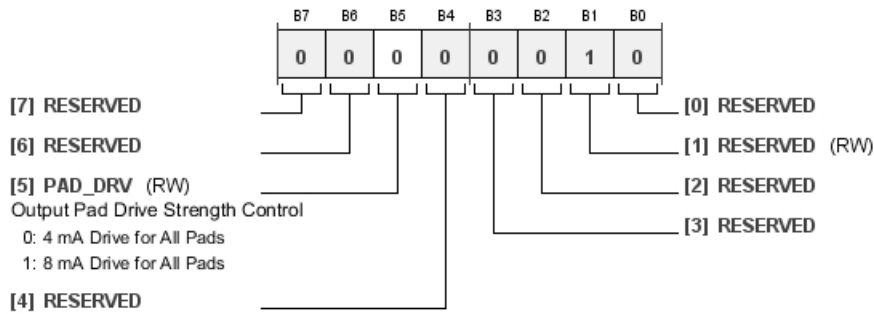 B7 B6 B5 B4 B3 B2 B1 B0
0 0 0 0 0 0 1 0
[7] RESERVED
[0] RESERVED
[6] RESERVED
[1] RESERVED (RW)
[5] PAD_DRV (RW)
[2] RESERVED
Output Pad Drive Strength Control
[3] RESERVED
0: 4 mA Drive for All Pads
1: 8 mA Drive for All Pads
[4] RESERVED